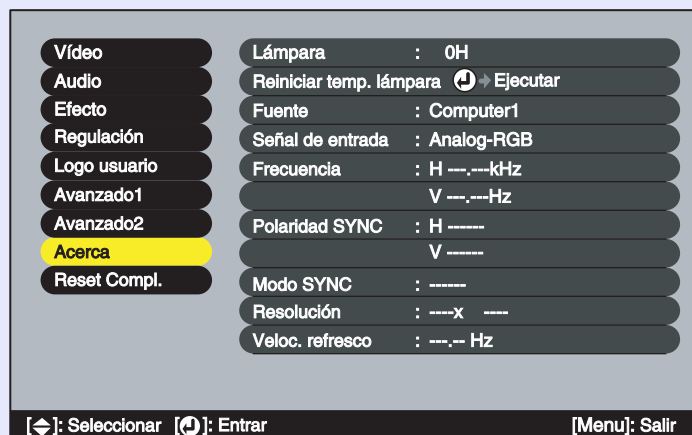 Vídeo
Audio
Efecto
Regulación
Logo usuario
Avanzado1
Avanzado2
Acerca
Reset Compl.
Lámpara : 0H
Reiniciar temp. lámpara Ejecutar
Fuente : Computer1
Señal de entrada : Analog-RGB
Frecuencia : H ---.---kHz
V ---.---Hz
Polaridad SYNC : H ------
V ------
Modo SYNC : ------
Resolución : ----x ----
Veloc. refresco : ---.-- Hz
[ ]: Seleccionar [ ]: Entrar [Menu]: Salir